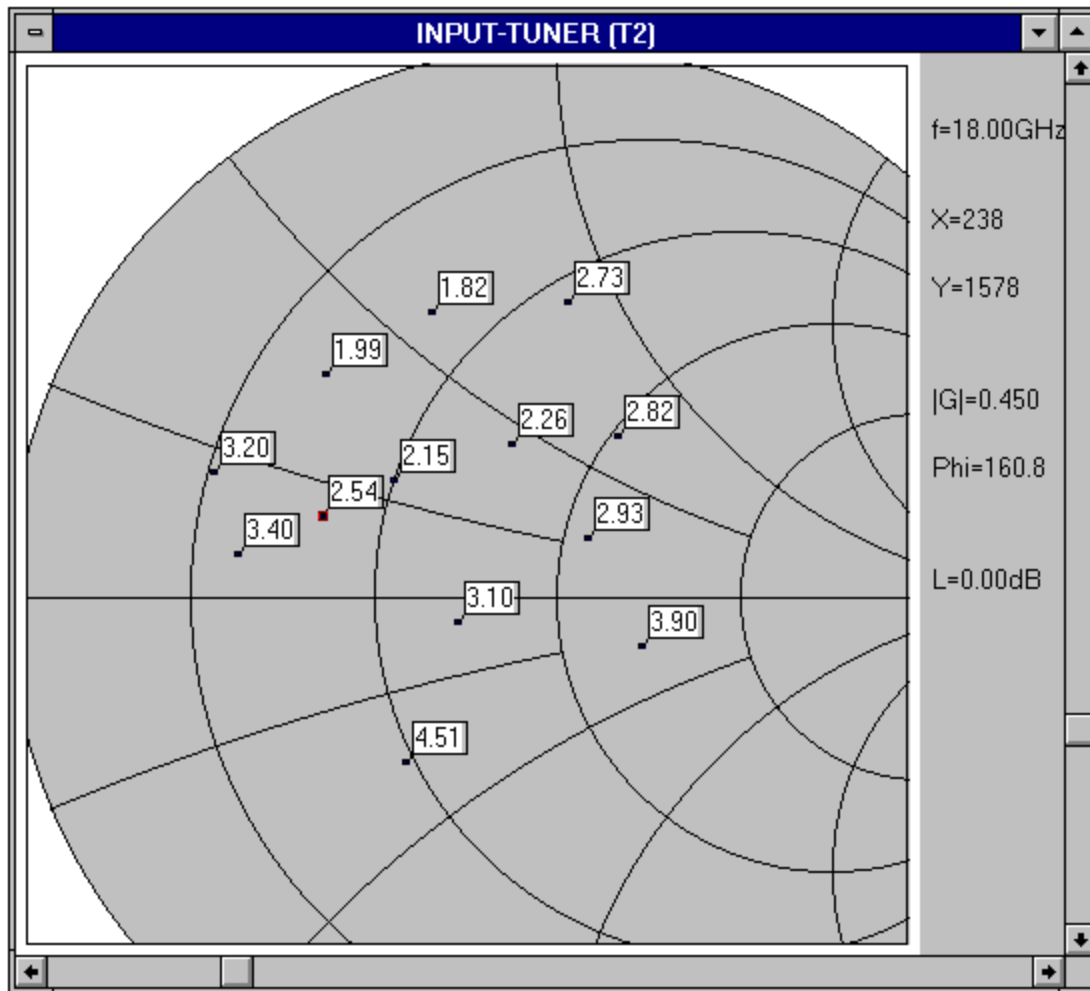 INPUT-TUNER (T2)
f=18.00GHz
X=238
Y=1578
|G|=0.450
Phi=160.8
L=0.00dB
1.82
2.73
1.99
2.26
2.82
3.20
2.15
2.54
3.40
2.93
3.10
3.90
4.51